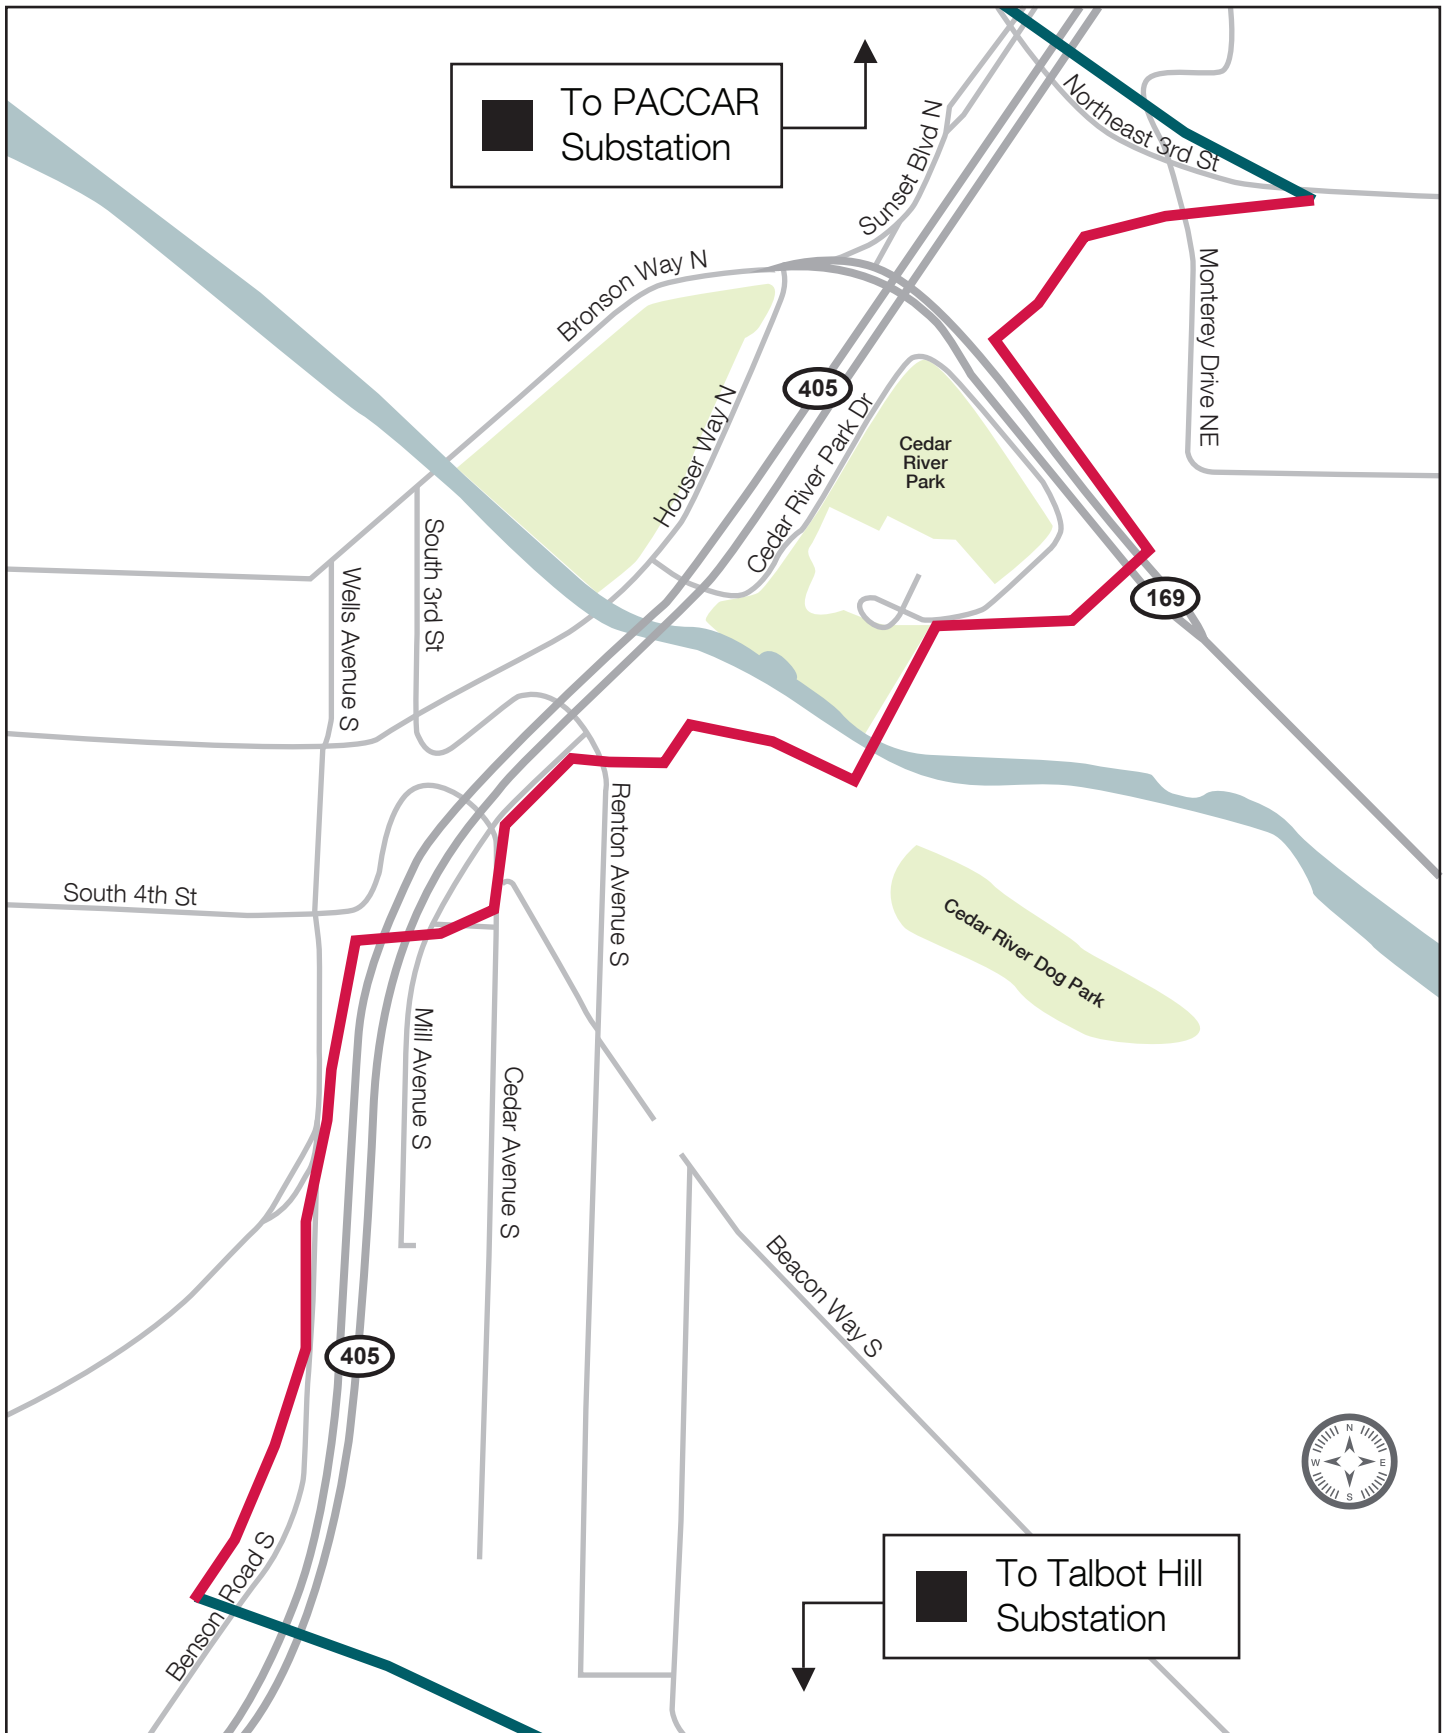 To PACCAR
Substation
Northeast 3rd St
Sunset Blvd N
Bronson Way N
Monterey Drive NE
405
Houser Way N
Cedar River Park Dr
Cedar
River
Park
South 3rd St
Wells Avenue S
169
Renton Avenue S
South 4th St
Cedar River Dog Park
Mill Avenue S
Cedar Avenue S
Beacon Way S
405
N
W
E
S
Benson Road S
To Talbot Hill
Substation